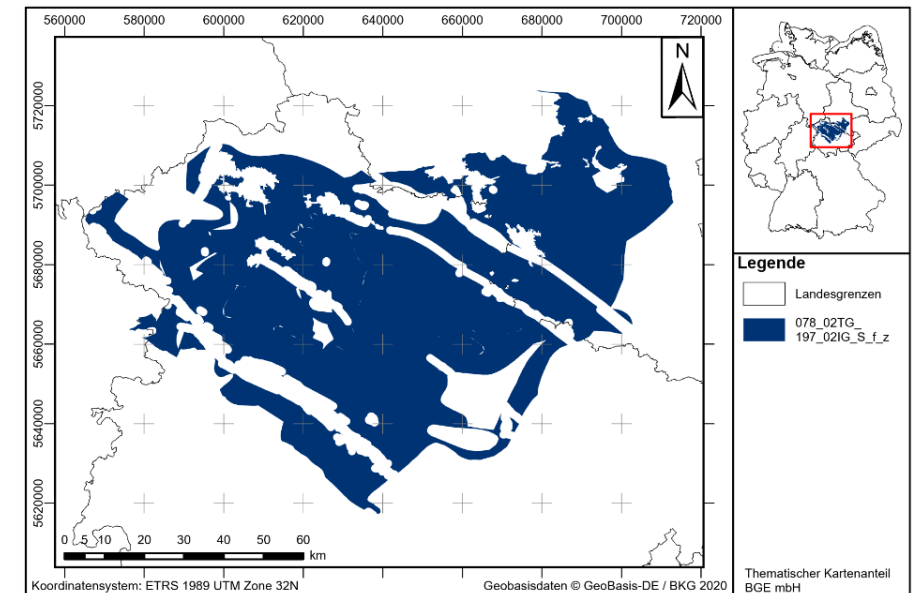 560000 580000 600000 620000 640000 660000 680000 700000 720000
N
5720000
5700000
5680000
5660000
5640000
5620000
0 5 10 20 30 40 50 60
km
Koordinatensystem: ETRS 1989 UTM Zone 32N
Geobasisdaten © GeoBasis-DE / BKG 2020
Legende
Landesgrenzen
078_02TG_
197_02IG_S_f_z
Thematischer Kartenanteil
BGE mbH